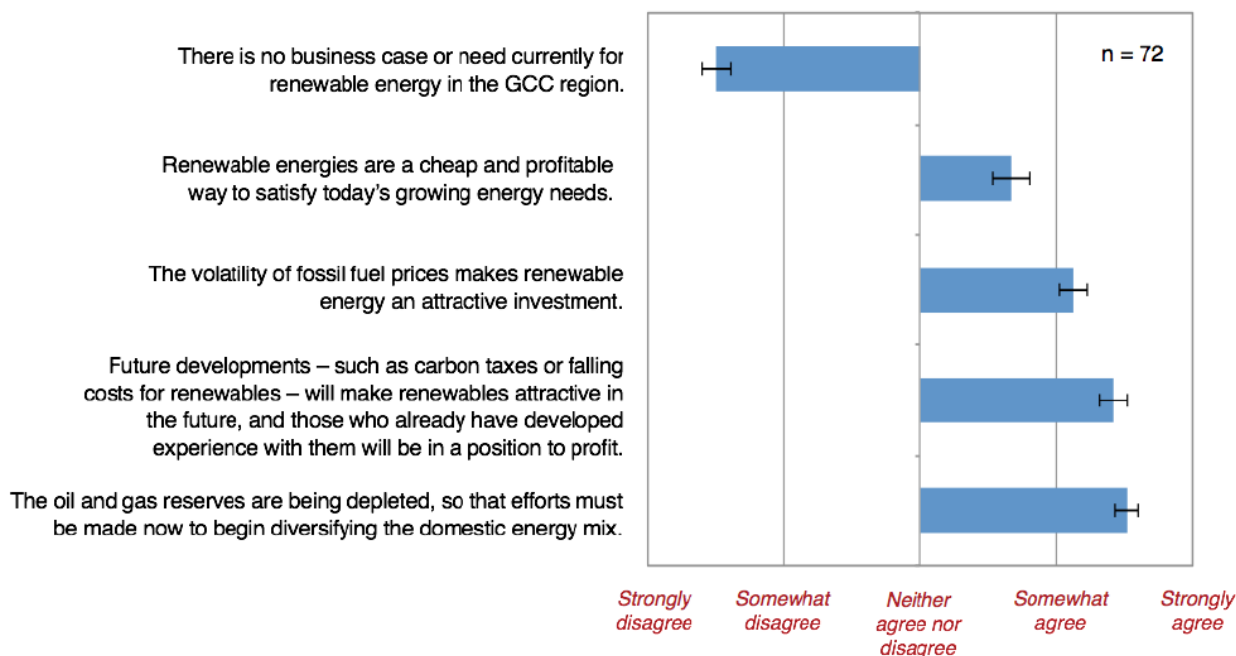 There is no business case or need currently for
renewable energy in the GCC region.
n = 72
Renewable energies are a cheap and profitable
way to satisfy today’s growing energy needs.
The volatility of fossil fuel prices makes renewable
energy an attractive investment.
Future developments – such as carbon taxes or falling
costs for renewables – will make renewables attractive in
the future, and those who already have developed
experience with them will be in a position to profit.
The oil and gas reserves are being depleted, so that efforts must
be made now to begin diversifying the domestic energy mix.
Strongly
disagree
Somewhat
disagree
Neither
agree nor
disagree
Somewhat
agree
Strongly
agree